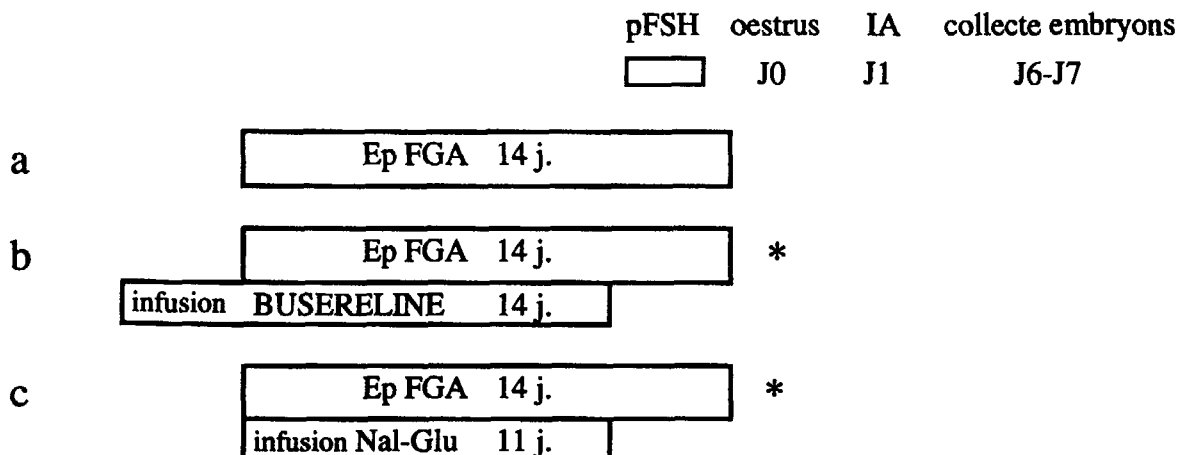 pFSH oestrus IA collecte embryons
J0 J1 J6-J7
a Ep FGA 14 j.
b Ep FGA 14 j. *
infusion BUSERELINE 14 j.
c Ep FGA 14 j. *
infusion Nal-Glu 11 j.